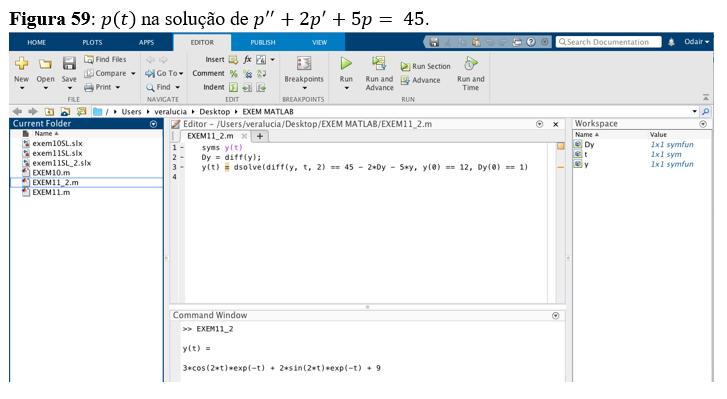 Figura 59: p(t) na solução de p′′ + 2p′ + 5p = 45.
HOME PLOTS APPS EDITOR PUBLISH VIEW Search Documentation Odair
New Open Save Find Files Compare Print Go To Find Insert fx Comment % Indent Breakpoints Run Run and Advance Run Section Advance Run and Time
FILE NAVIGATE EDIT BREAKPOINTS RUN
/ Users veralucia Desktop EXEM MATLAB
Current Folder
Name
exem10SL.slx
exem11SL.slx
exem11SL_2.slx
EXEM10.m
EXEM11_2.m
EXEM11.m
Editor - /Users/veralucia/Desktop/EXEM MATLAB/EXEM11_2.m
EXEM11_2.m × +
1 - syms y(t)
2 - Dy = diff(y);
3 - y(t) = dsolve(diff(y, t, 2) == 45 - 2*Dy - 5*y, y(0) == 12, Dy(0) == 1)
4
Command Window
>> EXEM11_2
y(t) =
3*cos(2*t)*exp(-t) + 2*sin(2*t)*exp(-t) + 9
Workspace
Name Value
Dy 1x1 symfun
t 1x1 sym
y 1x1 symfun